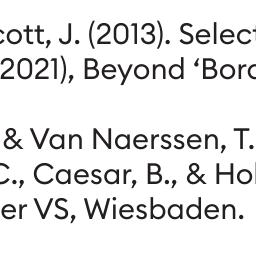 cott, J. (2013). Select
2021), Beyond ‘Bord
& Van Naerssen, T.
C., Caesar, B., & Hol
er VS, Wiesbaden.